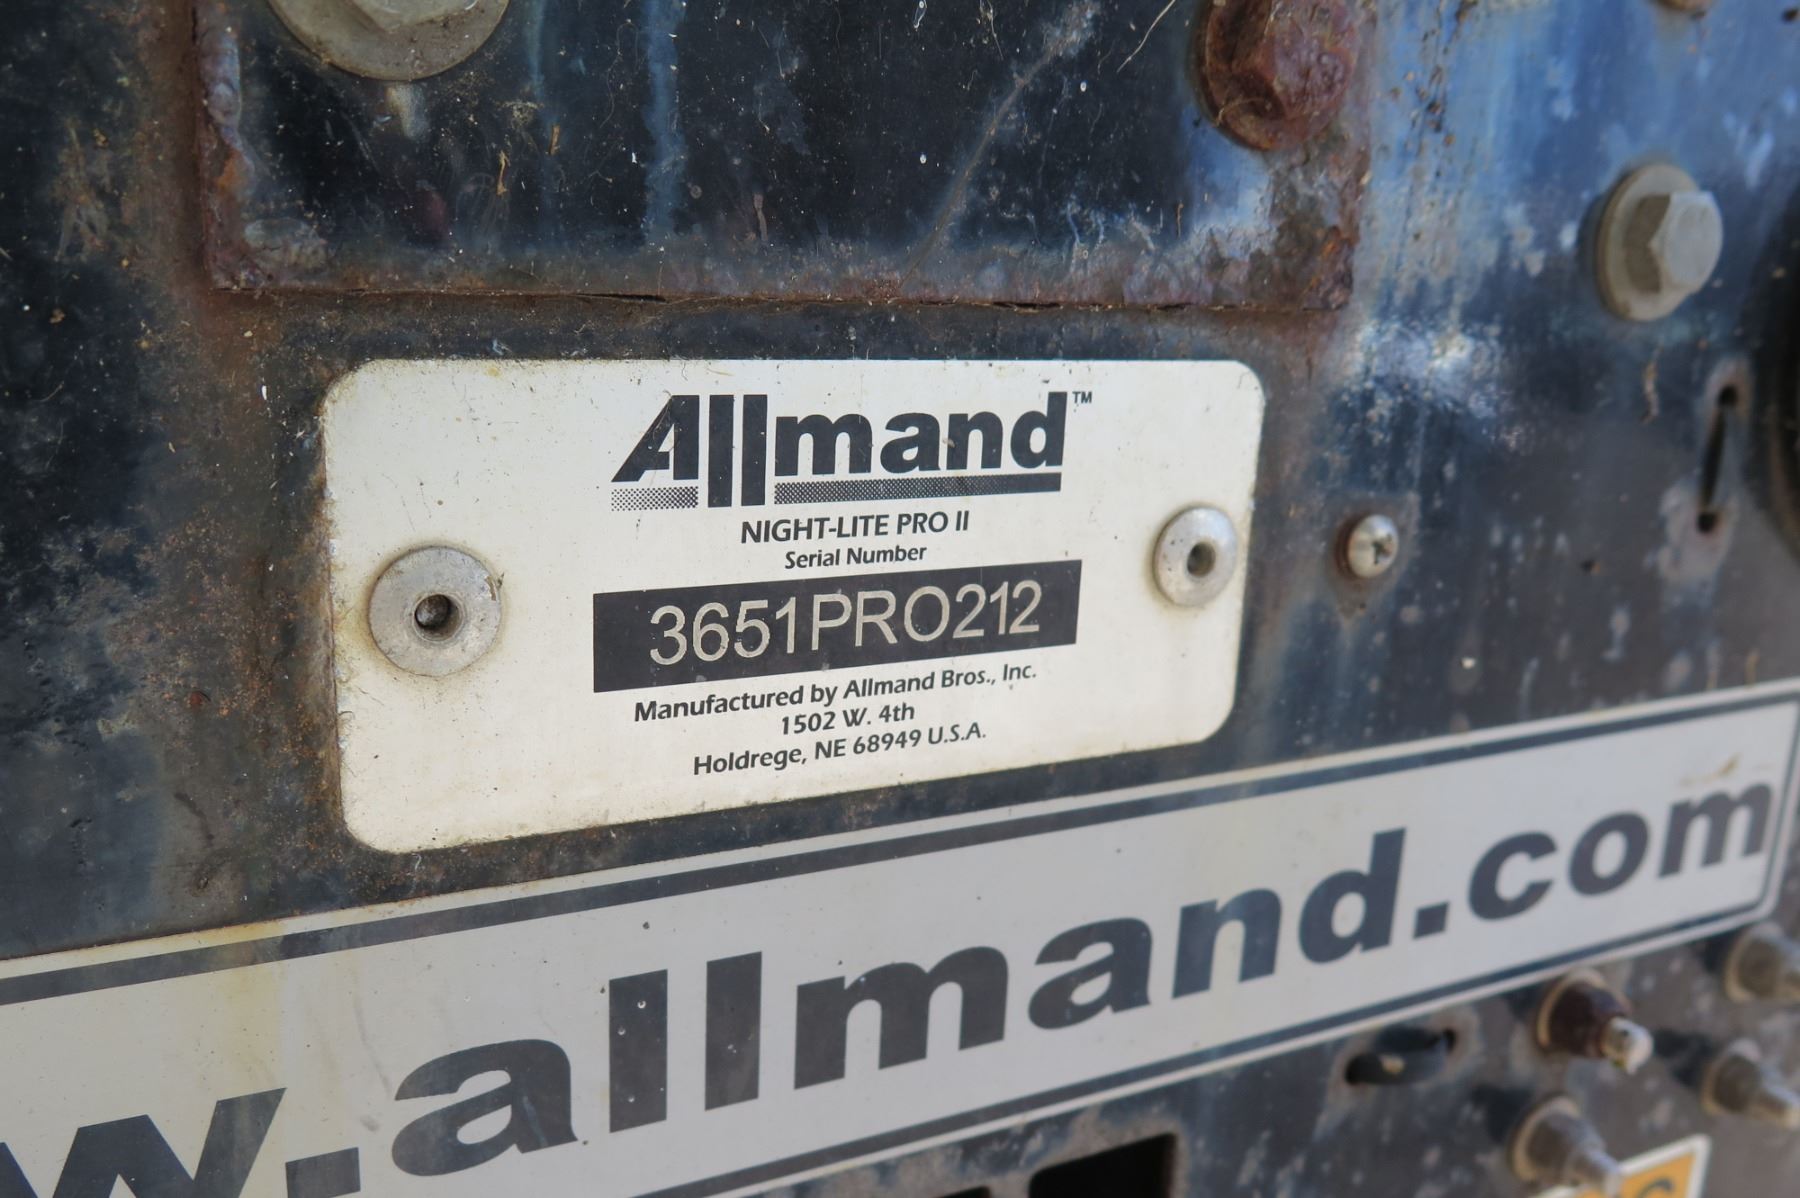 Allmand™
NIGHT-LITE PRO II
Serial Number
3651PRO212
Manufactured by Allmand Bros., Inc.
1502 W. 4th
Holdrege, NE 68949 U.S.A.
w.allmand.com